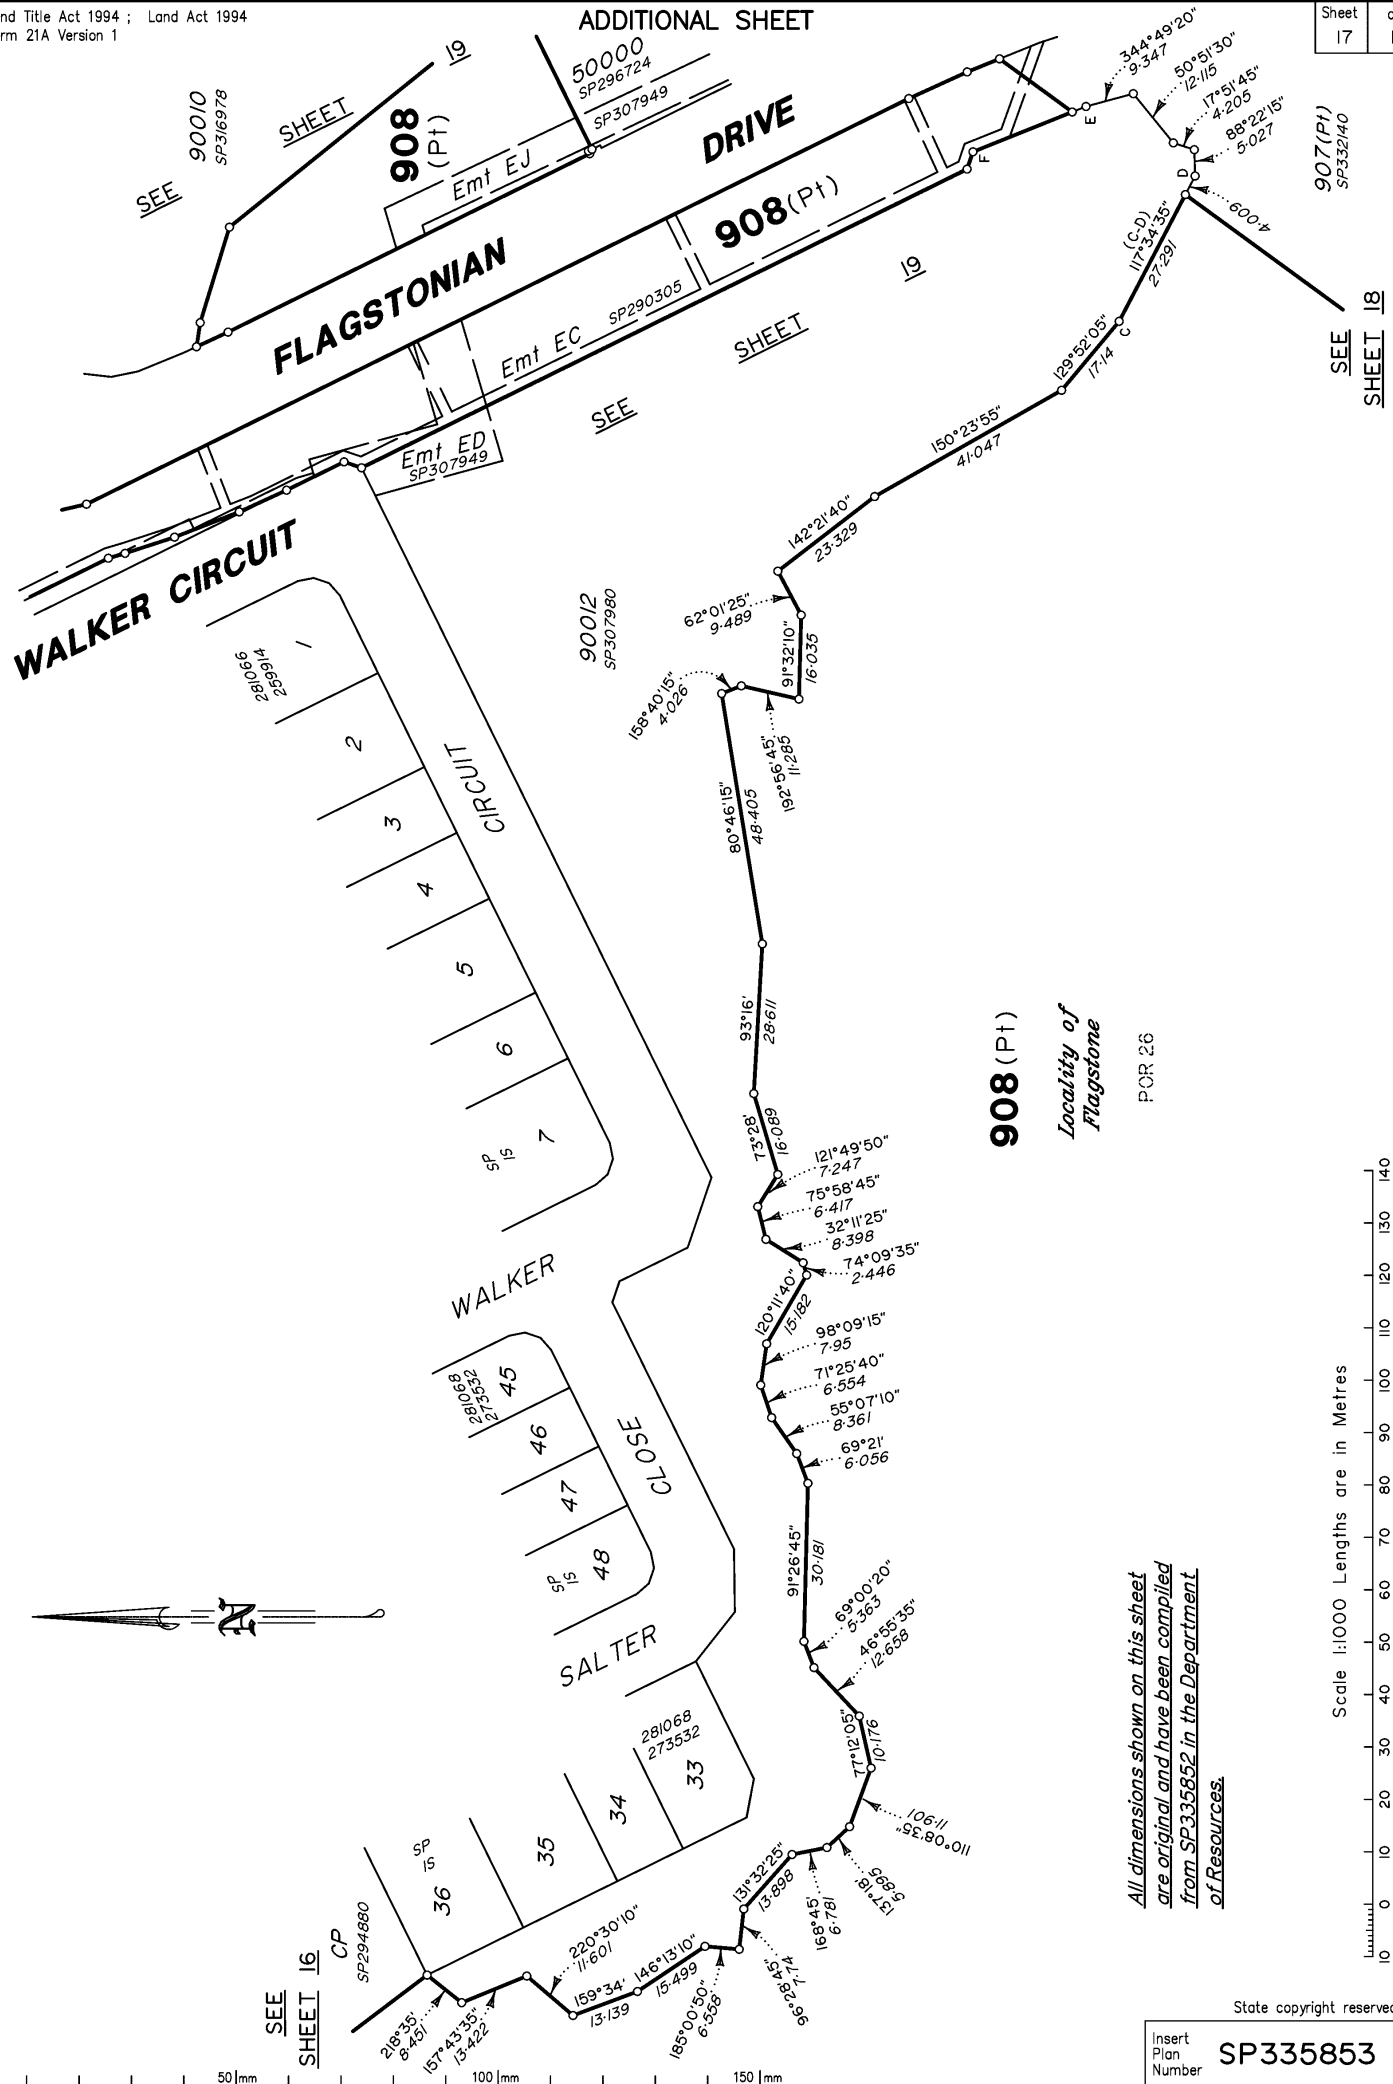 nd Title Act 1994 ; Land Act 1994
rm 21A Version 1
ADDITIONAL SHEET
Sheet
17
90010
SP316978
SEE
SHEET
19
908
(Pt)
50000
SP296724
SP307949
Emt EJ
FLAGSTONIAN
DRIVE
908(Pt)
Emt EC
SP290305
SEE
SHEET
19
Emt ED
SP307949
WALKER CIRCUIT
344°49'20"
9·347
50°51'30"
12·115
17°51'45"
4·205
88°22'15"
5·027
E
F
D
4·009
907(Pt)
SP332140
(C-D)
117°34'35"
27·291
C
SEE
SHEET 18
129°52'05"
17·14
150°23'55"
41·047
142°21'40"
23·329
62°01'25"
9·489
91°32'10"
16·035
192°56'45"
11·285
158°40'15"
4·026
90012
SP307980
80°46'15"
48·405
93°16'
28·611
73°28'
16·089
121°49'50"
7·247
75°58'45"
6·417
32°11'25"
8·398
74°09'35"
2·446
120°11'40"
15·182
98°09'15"
7·95
71°25'40"
6·554
55°07'10"
8·361
69°21'
6·056
91°26'45"
30·181
69°00'20"
5·363
46°55'35"
12·658
77°12'05"
10·176
110°08'35"
11·901
137°18'
5·895
168°45'
6·781
131°32'25"
13·898
96°28'45"
7·74
185°00'50"
6·558
146°13'10"
15·499
159°34'
13·139
220°30'10"
11·601
157°43'35"
13·422
218°35'
8·451
281066
259914
1
2
3
4
5
6
7
SP
IS
CIRCUIT
WALKER
281068
273532
45
46
47
48
SP
IS
CLOSE
SALTER
281068
273532
33
34
35
36
SP
IS
CP
SP294880
SEE
SHEET 16
N
908(Pt)
Locality of
Flagstone
POR 26
All dimensions shown on this sheet
are original and have been compiled
from SP335852 in the Department
of Resources.
Scale 1:1000 Lengths are in Metres
10 0 10 20 30 40 50 60 70 80 90 100 110 120 130 140
50mm
100mm
150mm
State copyright reserved
Insert
Plan
Number
SP335853